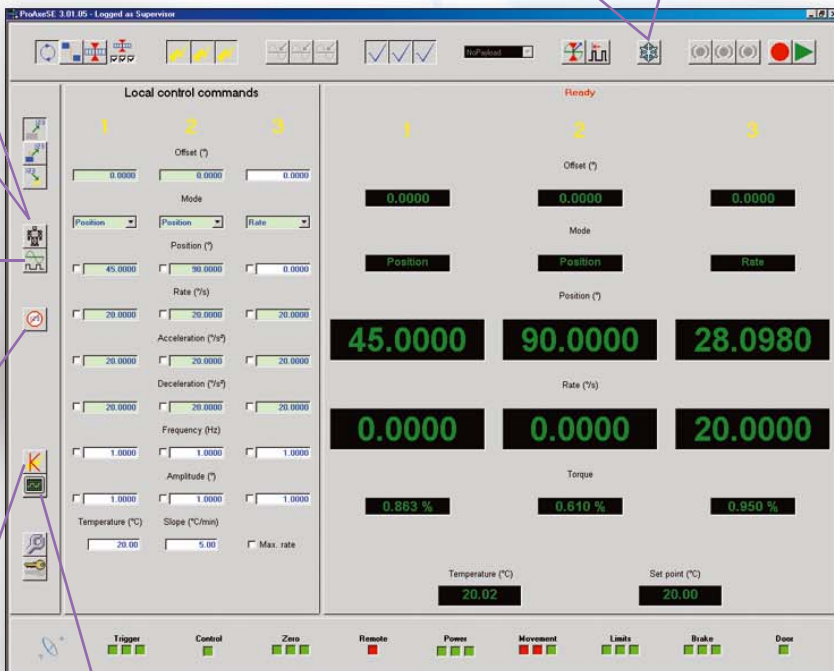 ProAxeSE 3.01.05 - Logged as Supervisor
NoPayload
Local control commands
1 2 3
Offset (°)
0.0000 0.0000 0.0000
Mode
Position Position Rate
Position (°)
45.0000 90.0000 0.0000
Rate (°/s)
20.0000 20.0000 20.0000
Acceleration (°/s²)
20.0000 20.0000 20.0000
Deceleration (°/s²)
20.0000 20.0000 20.0000
Frequency (Hz)
1.0000 1.0000 1.0000
Amplitude (°)
1.0000 1.0000 1.0000
Temperature (°C) Slope (°C/min)
20.00 5.00 Max. rate
Ready
1 2 3
Offset (°)
0.0000 0.0000 0.0000
Mode
Position Position Rate
Position (°)
45.0000 90.0000 28.0980
Rate (°/s)
0.0000 0.0000 20.0000
Torque
0.863 % 0.610 % 0.950 %
Temperature (°C) Set point (°C)
20.02 20.00
Trigger Control Zero Remote Power Movement Limits Brake Door